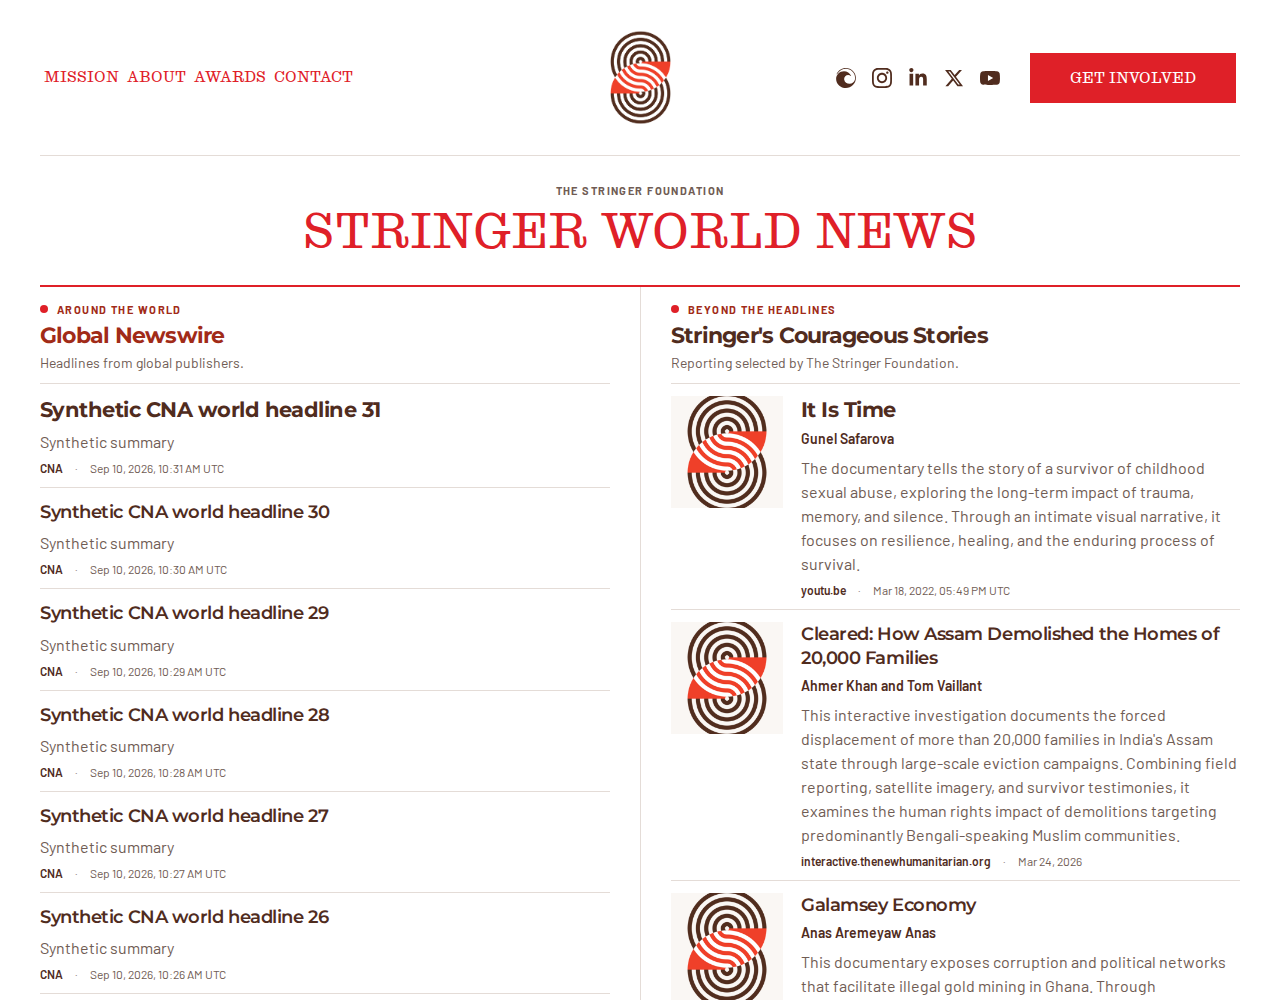 MISSION ABOUT AWARDS CONTACT
GET INVOLVED
THE STRINGER FOUNDATION
STRINGER WORLD NEWS
AROUND THE WORLD
Global Newswire
Headlines from global publishers.
Synthetic CNA world headline 31
Synthetic summary
CNA · Sep 10, 2026, 10:31 AM UTC
Synthetic CNA world headline 30
Synthetic summary
CNA · Sep 10, 2026, 10:30 AM UTC
Synthetic CNA world headline 29
Synthetic summary
CNA · Sep 10, 2026, 10:29 AM UTC
Synthetic CNA world headline 28
Synthetic summary
CNA · Sep 10, 2026, 10:28 AM UTC
Synthetic CNA world headline 27
Synthetic summary
CNA · Sep 10, 2026, 10:27 AM UTC
Synthetic CNA world headline 26
Synthetic summary
CNA · Sep 10, 2026, 10:26 AM UTC
BEYOND THE HEADLINES
Stringer's Courageous Stories
Reporting selected by The Stringer Foundation.
It Is Time
Gunel Safarova
The documentary tells the story of a survivor of childhood
sexual abuse, exploring the long-term impact of trauma,
memory, and silence. Through an intimate visual narrative, it
focuses on resilience, healing, and the enduring process of
survival.
youtu.be · Mar 18, 2022, 05:49 PM UTC
Cleared: How Assam Demolished the Homes of
20,000 Families
Ahmer Khan and Tom Vaillant
This interactive investigation documents the forced
displacement of more than 20,000 families in India's Assam
state through large-scale eviction campaigns. Combining field
reporting, satellite imagery, and survivor testimonies, it
examines the human rights impact of demolitions targeting
predominantly Bengali-speaking Muslim communities.
interactive.thenewhumanitarian.org · Mar 24, 2026
Galamsey Economy
Anas Aremeyaw Anas
This documentary exposes corruption and political networks
that facilitate illegal gold mining in Ghana. Through